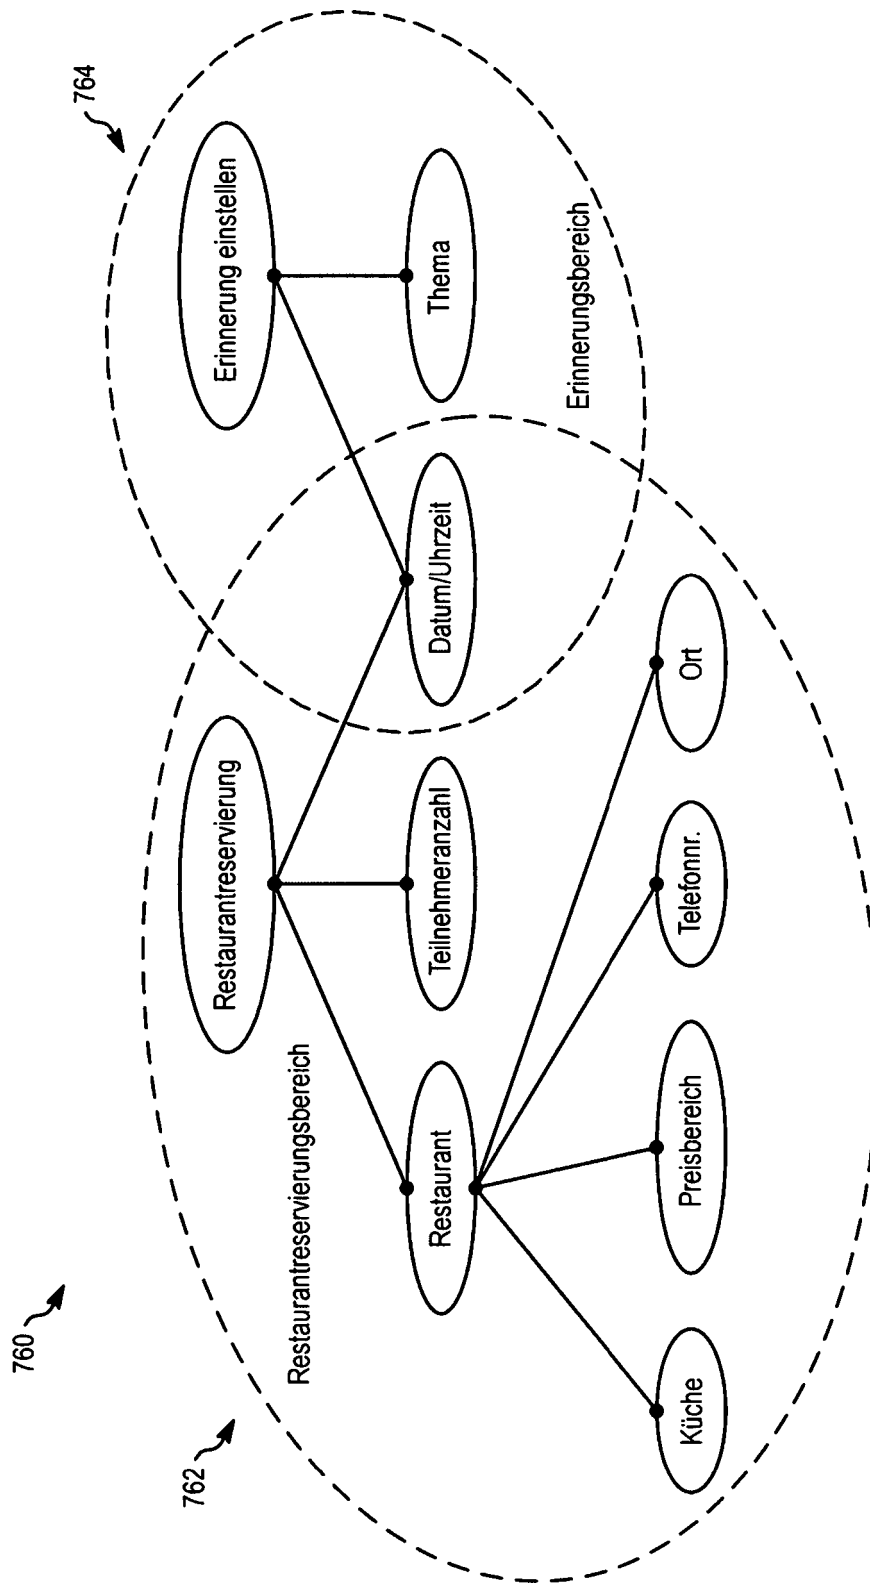 760
762
764
Restaurantreservierung
Erinnerung einstellen
Restaurantreservierungsbereich
Restaurant
Teilnehmeranzahl
Datum/Uhrzeit
Thema
Erinnerungsbereich
Küche
Preisbereich
Telefonnr.
Ort